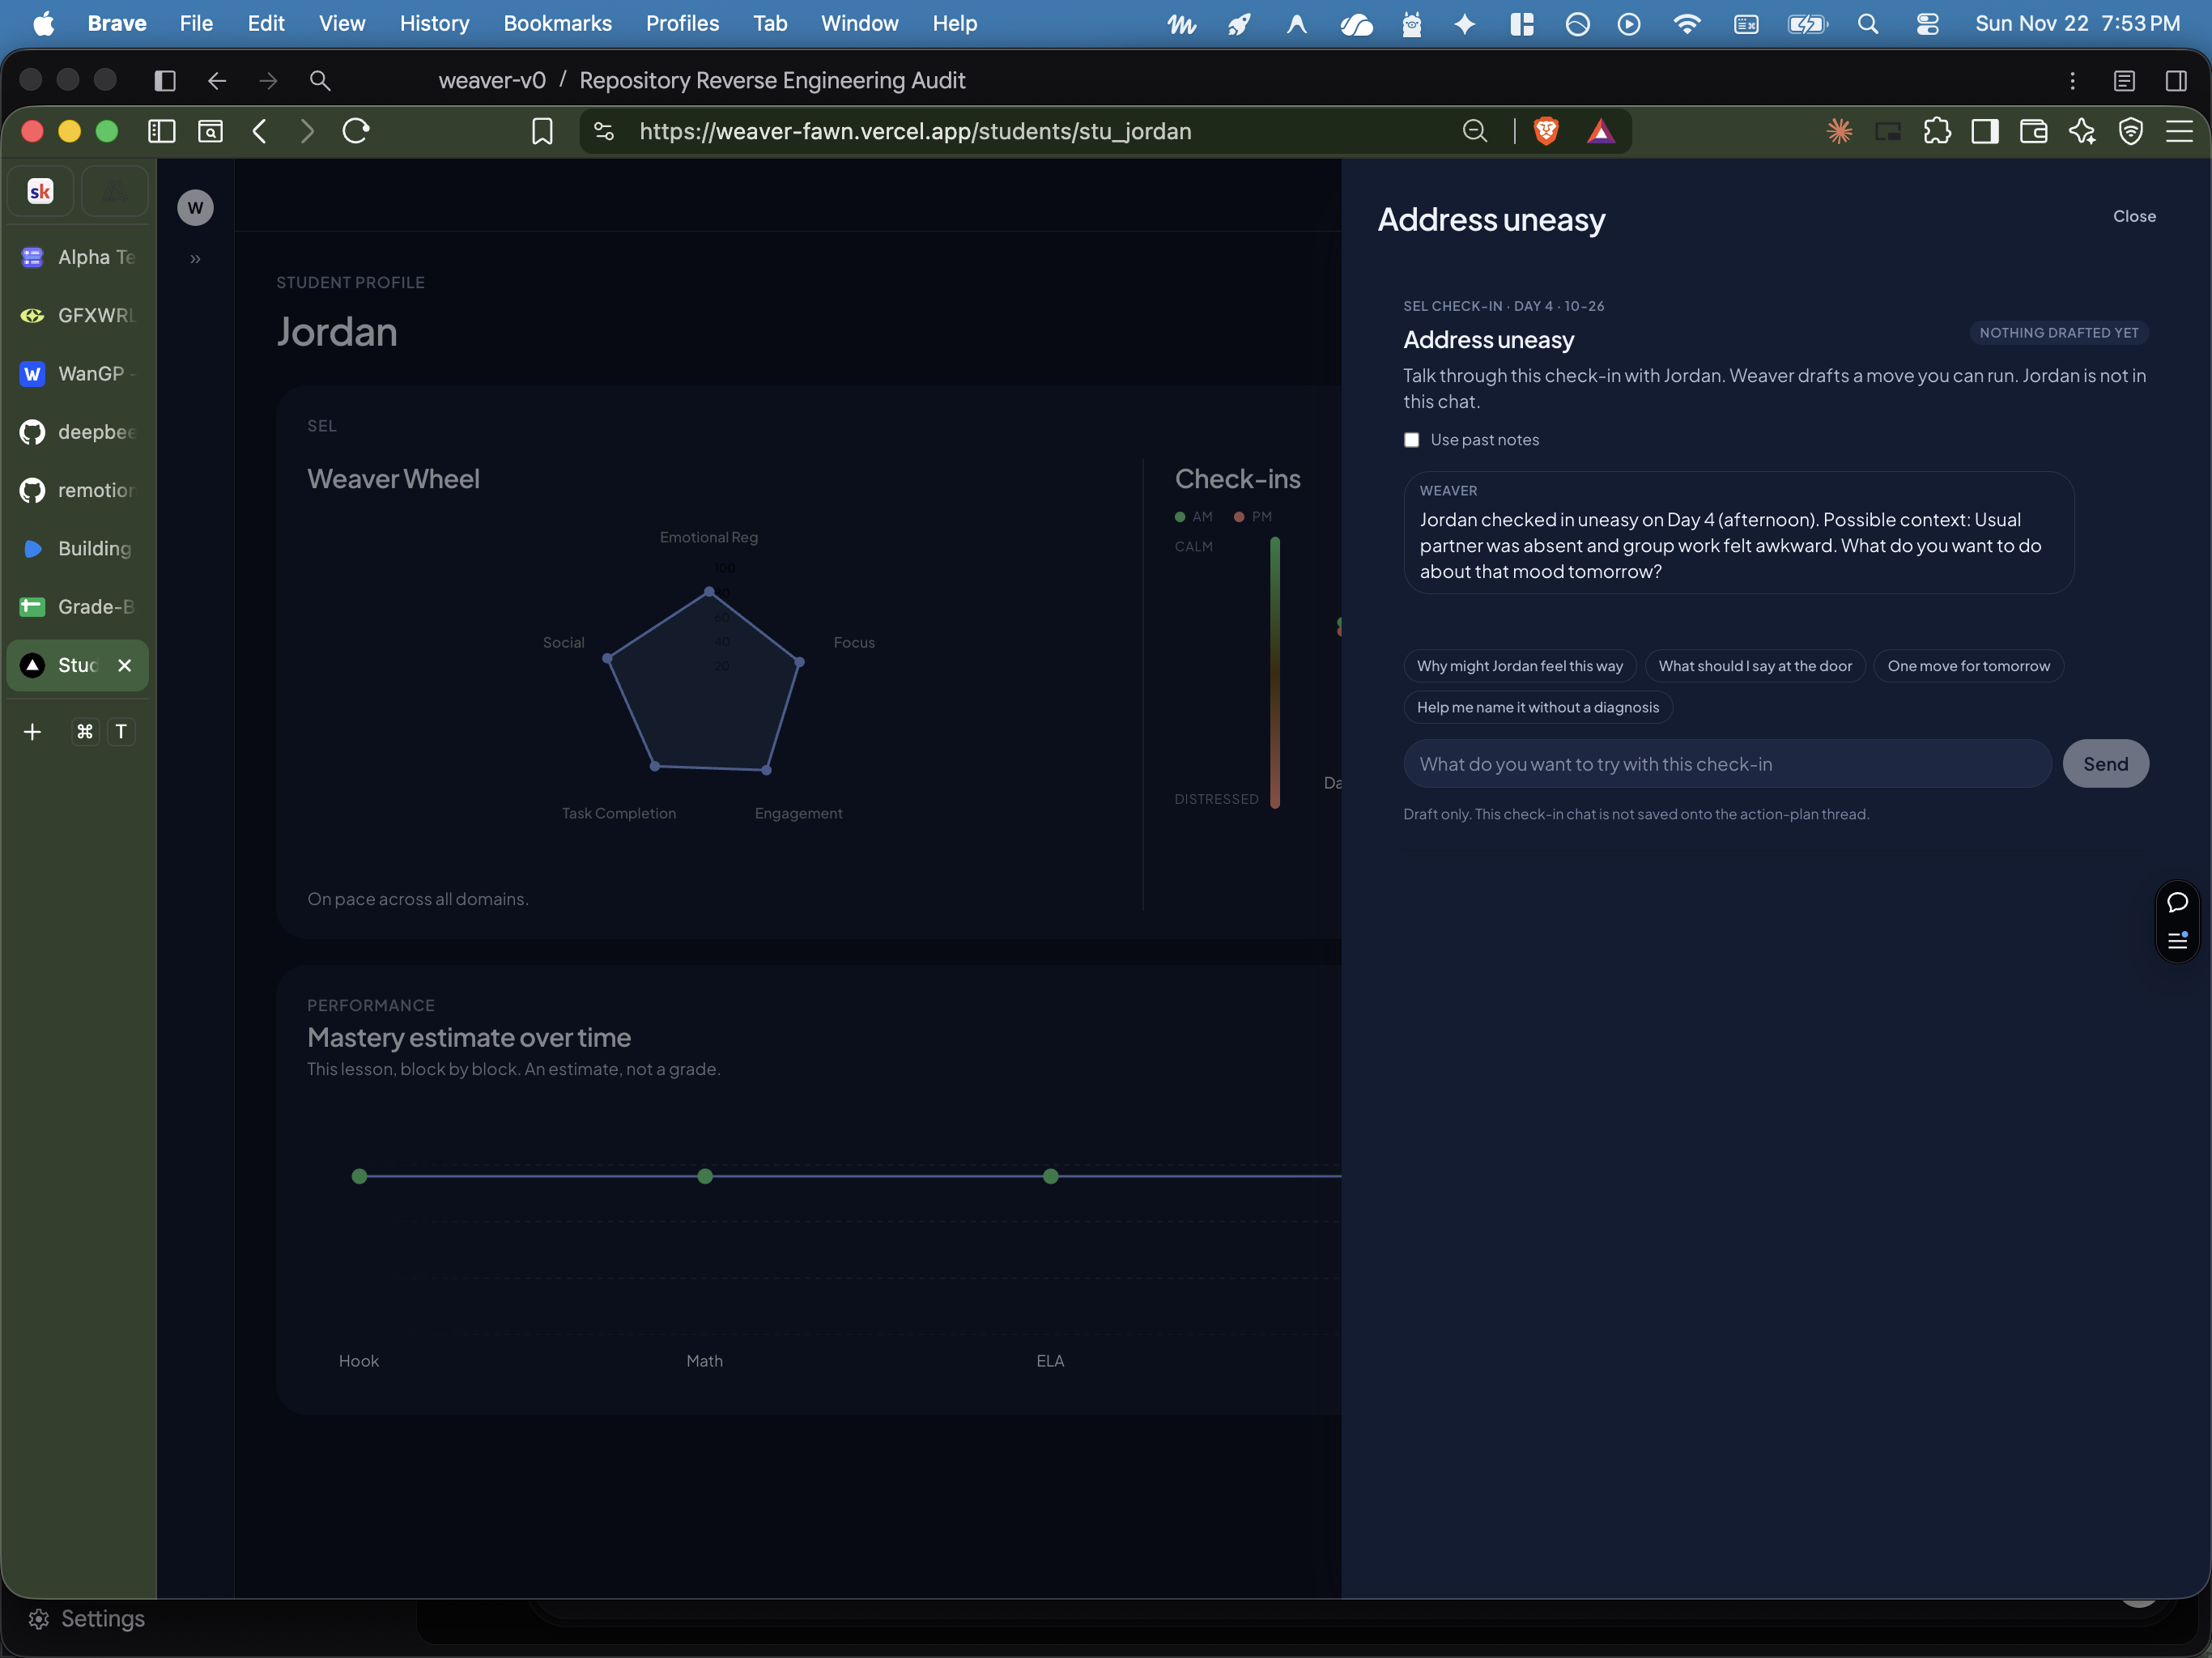 Brave File Edit View History Bookmarks Profiles Tab Window Help Sun Nov 22 7:53 PM
weaver-v0 / Repository Reverse Engineering Audit
https://weaver-fawn.vercel.app/students/stu_jordan
sk
W
Alpha Te
GFXWRL
WanGP -
deepbee
remotion
Building
Grade-B
Stud
⌘ T
W
»
STUDENT PROFILE
Jordan
SEL
Weaver Wheel
Emotional Reg
100
60
40
20
Social
Focus
Task Completion
Engagement
On pace across all domains.
Check-ins
AM PM
CALM
DISTRESSED
Da
PERFORMANCE
Mastery estimate over time
This lesson, block by block. An estimate, not a grade.
Hook Math ELA
Address uneasy
Close
SEL CHECK-IN · DAY 4 · 10-26
Address uneasy
NOTHING DRAFTED YET
Talk through this check-in with Jordan. Weaver drafts a move you can run. Jordan is not in
this chat.
Use past notes
WEAVER
Jordan checked in uneasy on Day 4 (afternoon). Possible context: Usual
partner was absent and group work felt awkward. What do you want to do
about that mood tomorrow?
Why might Jordan feel this way What should I say at the door One move for tomorrow
Help me name it without a diagnosis
What do you want to try with this check-in
Send
Draft only. This check-in chat is not saved onto the action-plan thread.
Settings